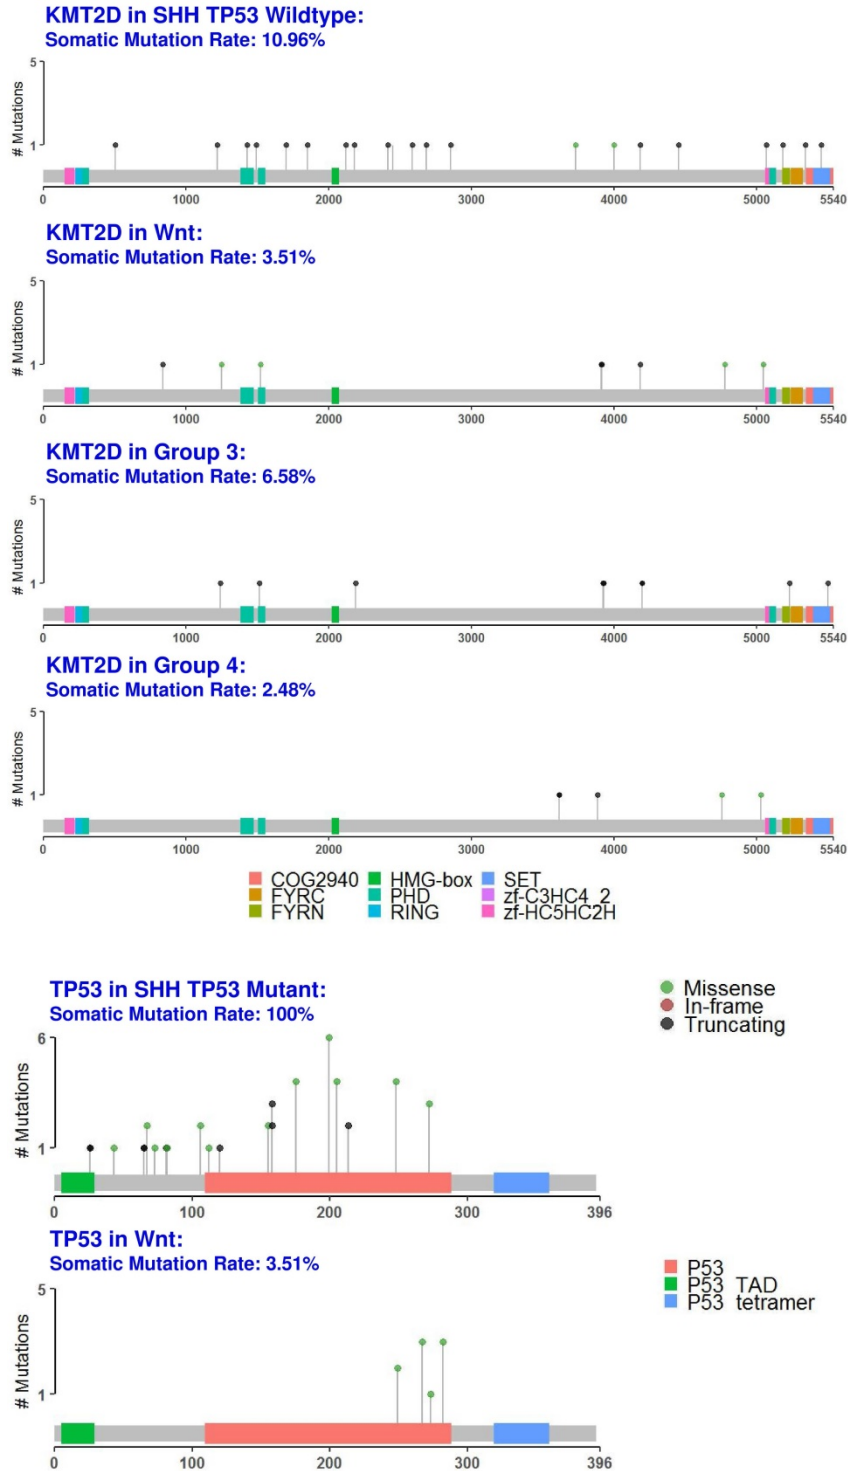 KMT2D in SHH TP53 Wildtype:
Somatic Mutation Rate: 10.96%
# Mutations
5
1
0 1000 2000 3000 4000 5000 5540
KMT2D in Wnt:
Somatic Mutation Rate: 3.51%
# Mutations
5
1
0 1000 2000 3000 4000 5000 5540
KMT2D in Group 3:
Somatic Mutation Rate: 6.58%
# Mutations
5
1
0 1000 2000 3000 4000 5000 5540
KMT2D in Group 4:
Somatic Mutation Rate: 2.48%
# Mutations
5
1
0 1000 2000 3000 4000 5000 5540
COG2940 HMG-box SET
FYRC PHD zf-C3HC4_2
FYRN RING zf-HC5HC2H
TP53 in SHH TP53 Mutant:
Somatic Mutation Rate: 100%
Missense
In-frame
Truncating
# Mutations
6
1
0 100 200 300 396
TP53 in Wnt:
Somatic Mutation Rate: 3.51%
P53
P53_TAD
P53_tetramer
# Mutations
5
1
0 100 200 300 396